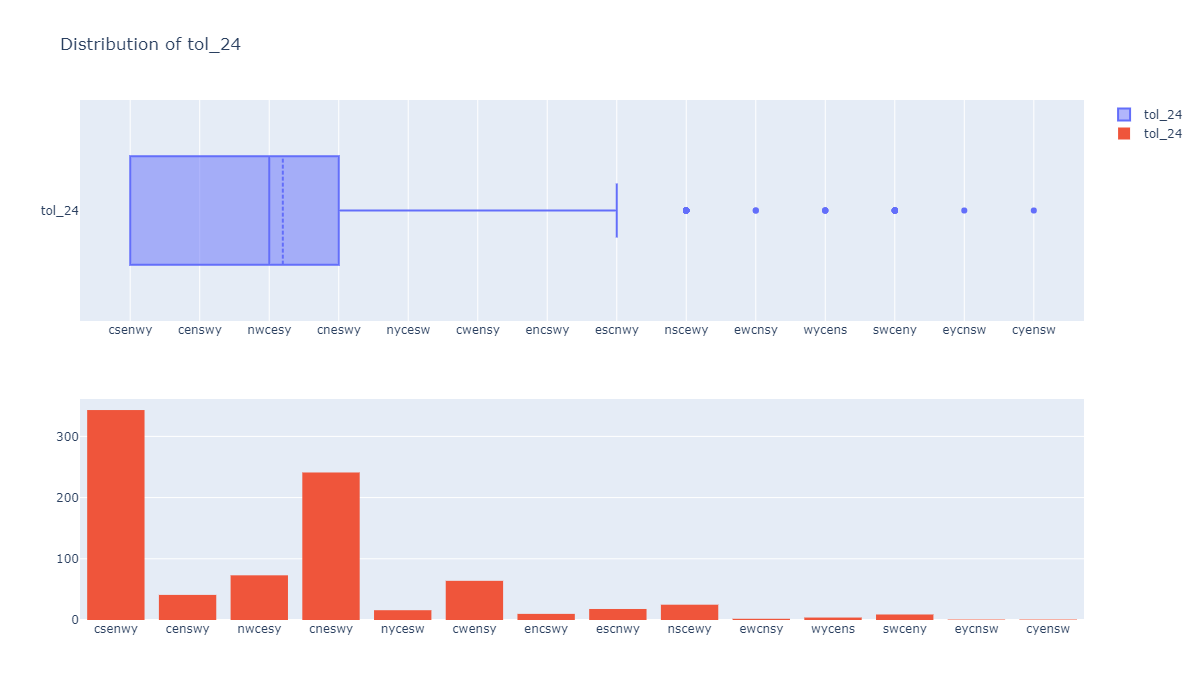 Distribution of tol_24
tol_24
tol_24
tol_24
csenwy censwy nwcesy cneswy nycesw cwensy encswy escnwy nscewy ewcnsy wycens swceny eycnsw cyensw
300
200
100
0
csenwy censwy nwcesy cneswy nycesw cwensy encswy escnwy nscewy ewcnsy wycens swceny eycnsw cyensw